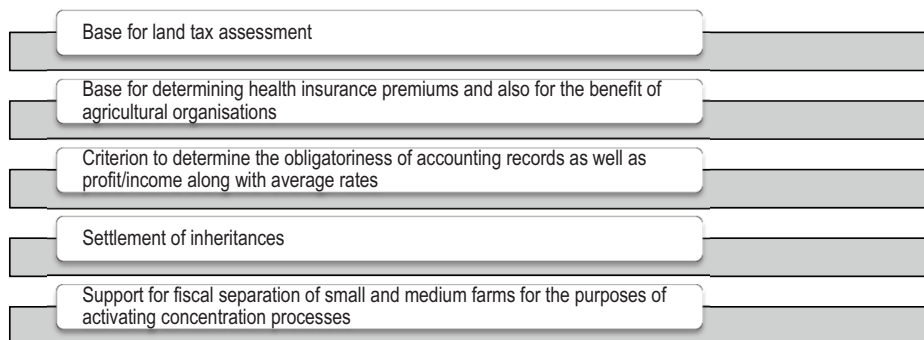 Base for land tax assessment
Base for determining health insurance premiums and also for the benefit of
agricultural organisations
Criterion to determine the obligatoriness of accounting records as well as
profit/income along with average rates
Settlement of inheritances
Support for fiscal separation of small and medium farms for the purposes of
activating concentration processes